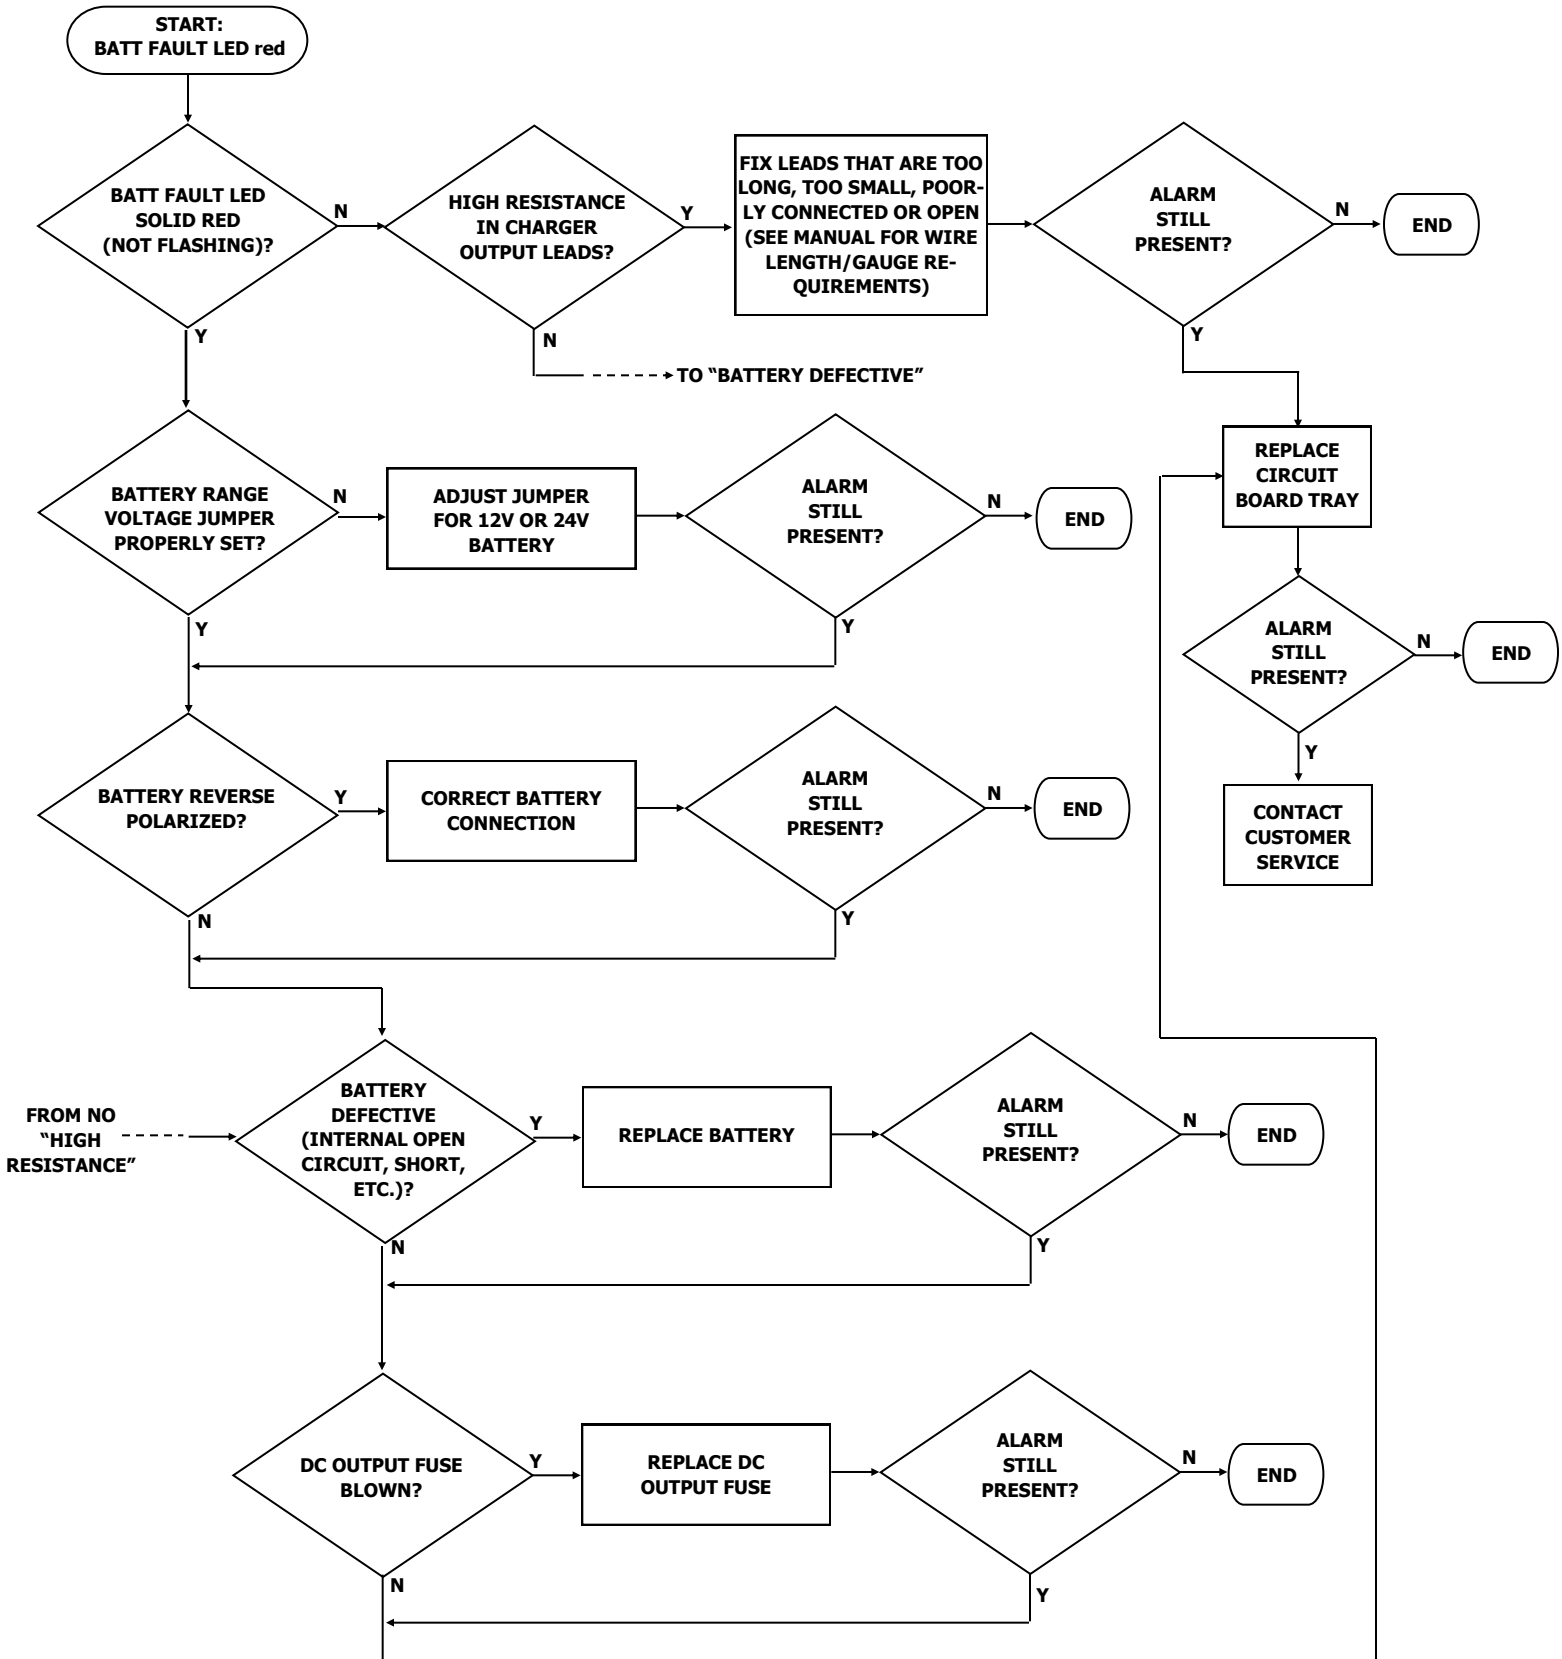 START:
BATT FAULT LED red
BATT FAULT LED
SOLID RED
(NOT FLASHING)?
N
Y
HIGH RESISTANCE
IN CHARGER
OUTPUT LEADS?
Y
N
TO “BATTERY DEFECTIVE”
FIX LEADS THAT ARE TOO
LONG, TOO SMALL, POOR-
LY CONNECTED OR OPEN
(SEE MANUAL FOR WIRE
LENGTH/GAUGE RE-
QUIREMENTS)
ALARM
STILL
PRESENT?
N
END
Y
REPLACE
CIRCUIT
BOARD TRAY
ALARM
STILL
PRESENT?
N
END
Y
CONTACT
CUSTOMER
SERVICE
BATTERY RANGE
VOLTAGE JUMPER
PROPERLY SET?
N
Y
ADJUST JUMPER
FOR 12V OR 24V
BATTERY
ALARM
STILL
PRESENT?
N
END
Y
BATTERY REVERSE
POLARIZED?
Y
N
CORRECT BATTERY
CONNECTION
ALARM
STILL
PRESENT?
N
END
Y
FROM NO
“HIGH
RESISTANCE”
BATTERY
DEFECTIVE
(INTERNAL OPEN
CIRCUIT, SHORT,
ETC.)?
Y
N
REPLACE BATTERY
ALARM
STILL
PRESENT?
N
END
Y
DC OUTPUT FUSE
BLOWN?
Y
N
REPLACE DC
OUTPUT FUSE
ALARM
STILL
PRESENT?
N
END
Y